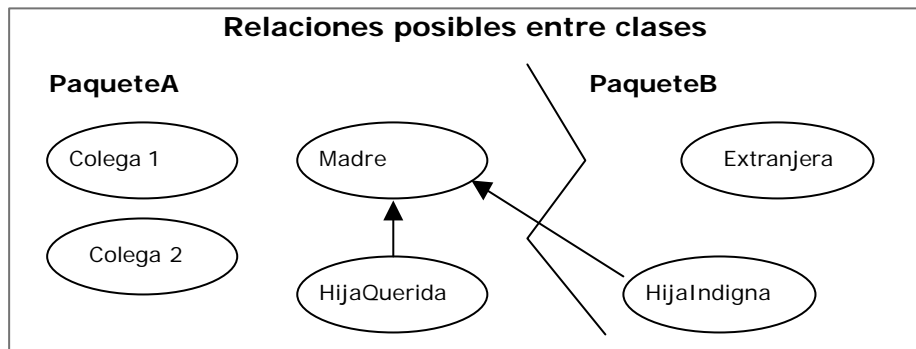 Relaciones posibles entre clases
PaqueteA
PaqueteB
Colega 1
Madre
Extranjera
Colega 2
HijaQuerida
HijaIndigna